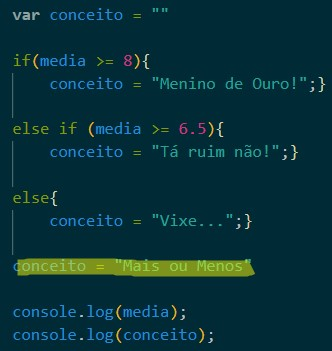 var conceito = ""
if(media >= 8){
conceito = "Menino de Ouro!";}
else if (media >= 6.5){
conceito = "Tá ruim não!";}
else{
conceito = "Vixe...";}
conceito = "Mais ou Menos"
console.log(media);
console.log(conceito);